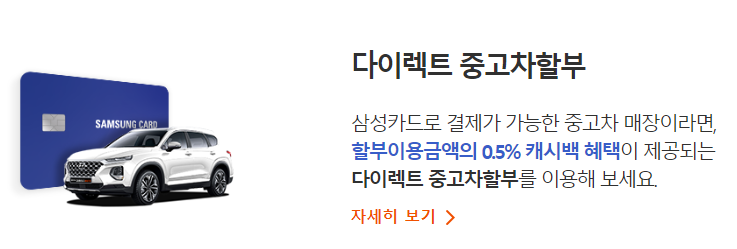 다이렉트 중고차할부
SAMSUNG CARD
삼성카드로 결제가 가능한 중고차 매장이라면,
할부이용금액의 0.5% 캐시백 혜택이 제공되는
다이렉트 중고차할부를 이용해 보세요.
자세히 보기 >